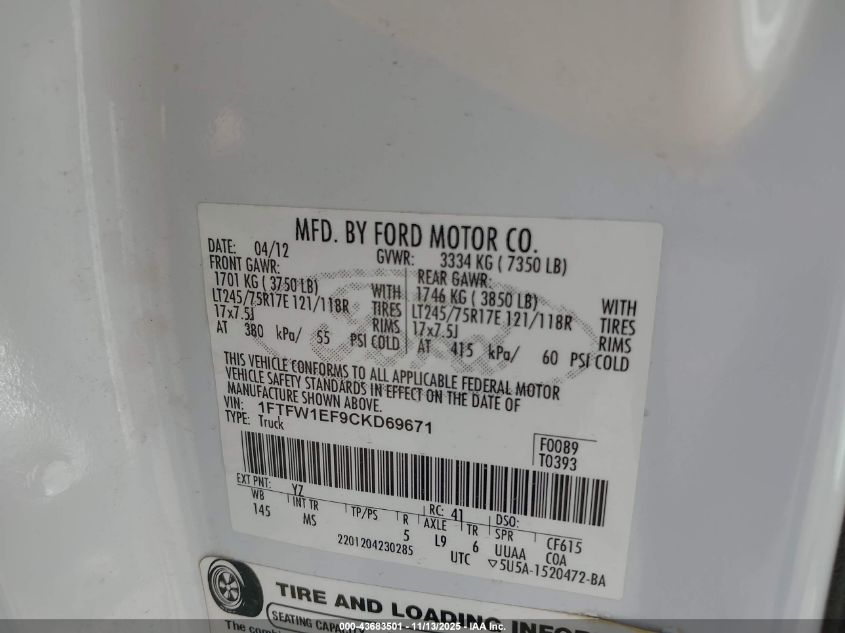 MFD. BY FORD MOTOR CO.
DATE: 04/12 GVWR: 3334 KG ( 7350 LB)
FRONT GAWR: REAR GAWR:
1701 KG ( 3750 LB) WITH 1746 KG ( 3850 LB) WITH
LT245/75R17E 121/118R TIRES LT245/75R17E 121/118R TIRES
17x7.5J RIMS 17x7.5J RIMS
AT 380 kPa/ 55 PSI COLD AT 415 kPa/ 60 PSI COLD
THIS VEHICLE CONFORMS TO ALL APPLICABLE FEDERAL MOTOR
VEHICLE SAFETY STANDARDS IN EFFECT ON THE DATE OF
MANUFACTURE SHOWN ABOVE.
VIN: 1FTFW1EF9CKD69671
TYPE: Truck
F0089
T0393
EXT PNT: YZ RC: 41 DSO:
WB INT TR TP/PS R AXLE TR SPR CF615
145 MS 5 L9 6 UUAA COA
2201204230285 UTC ▽5U5A-1520472-BA
TIRE AND LOADING
SEATING CAPACITY
The
000-43683501 - 11/13/2025 - IAA Inc.